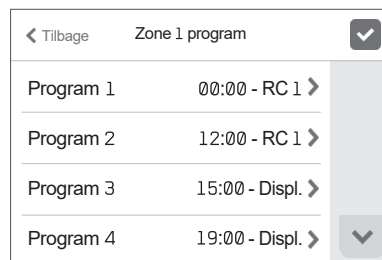 Tilbage Zone 1 program
Program 1 00:00 - RC 1
Program 2 12:00 - RC 1
Program 3 15:00 - Displ.
Program 4 19:00 - Displ.